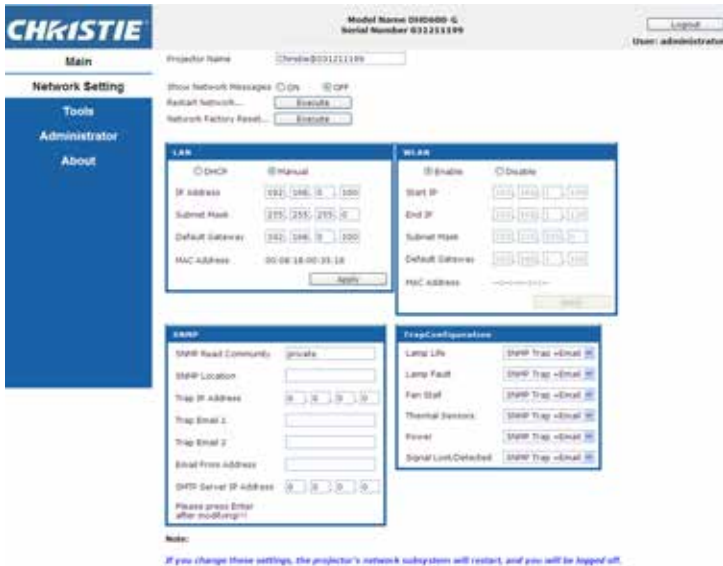 CHRISTIE
Model Name DHD600-G
Serial Number 031211199
Logout
User: administrator
Main
Network Setting
Tools
Administrator
About
Projector Name Christie@031211199
Show Network Messages ON OFF
Restart Network... Execute
Network Factory Reset... Execute
LAN
DHCP Manual
IP Address 192. 168. 0 . 100
Subnet Mask 255. 255. 255. 0
Default Gateway 192. 168. 0 . 100
MAC Address
Apply
WLAN
Enable Disable
Start IP
End IP
Subnet Mask
Default Gateway
MAC Address --:--:--:--:--:--
Apply
SNMP
SNMP Read Community private
SNMP Location
Trap IP Address 0 . 0 . 0 . 0
Trap Email 1
Trap Email 2
Email From Address
SMTP Server IP Address 0 . 0 . 0 . 0
Please press Enter
after modifying!!!
TrapConfiguration
Lamp Life SNMP Trap +Email
Lamp Fault SNMP Trap +Email
Fan Stall SNMP Trap +Email
Thermal Sensors SNMP Trap +Email
Power SNMP Trap +Email
Signal Lost/Detected SNMP Trap +Email
Note:
If you change these settings, the projector's network subsystem will restart, and you will be logged off.